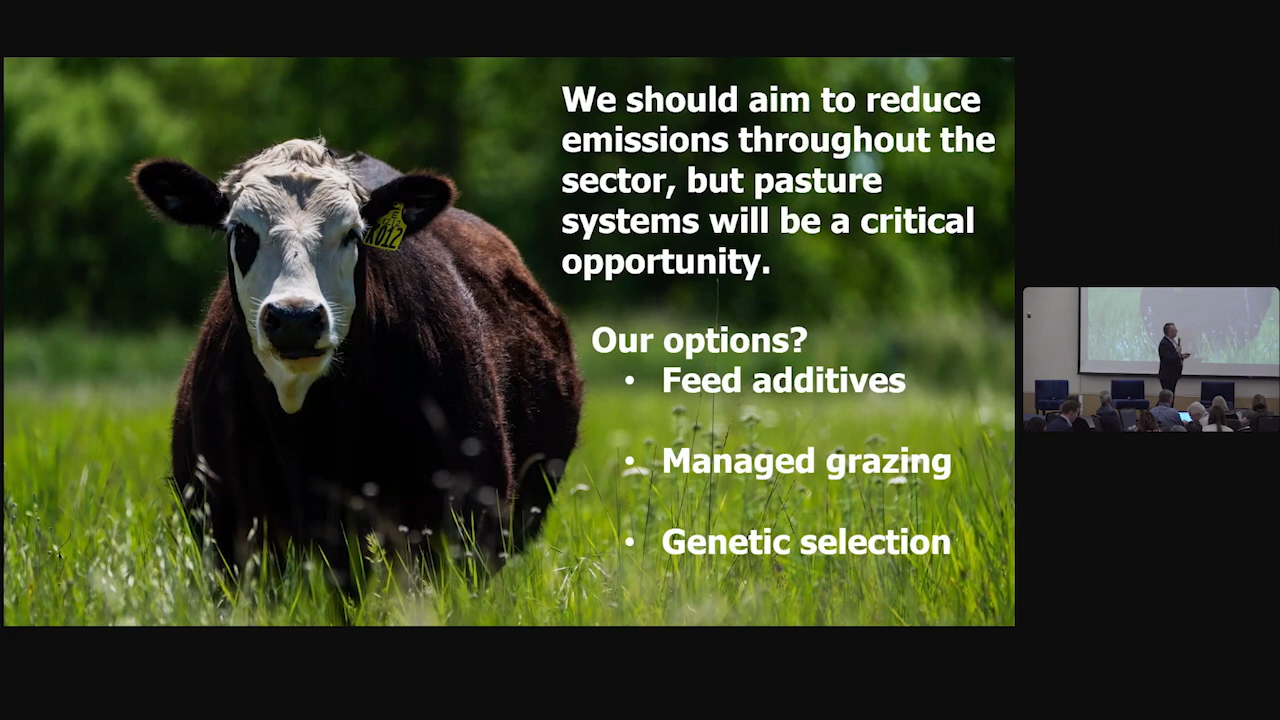 We should aim to reduce
emissions throughout the
sector, but pasture
systems will be a critical
opportunity.
Our options?
• Feed additives
• Managed grazing
• Genetic selection
K012